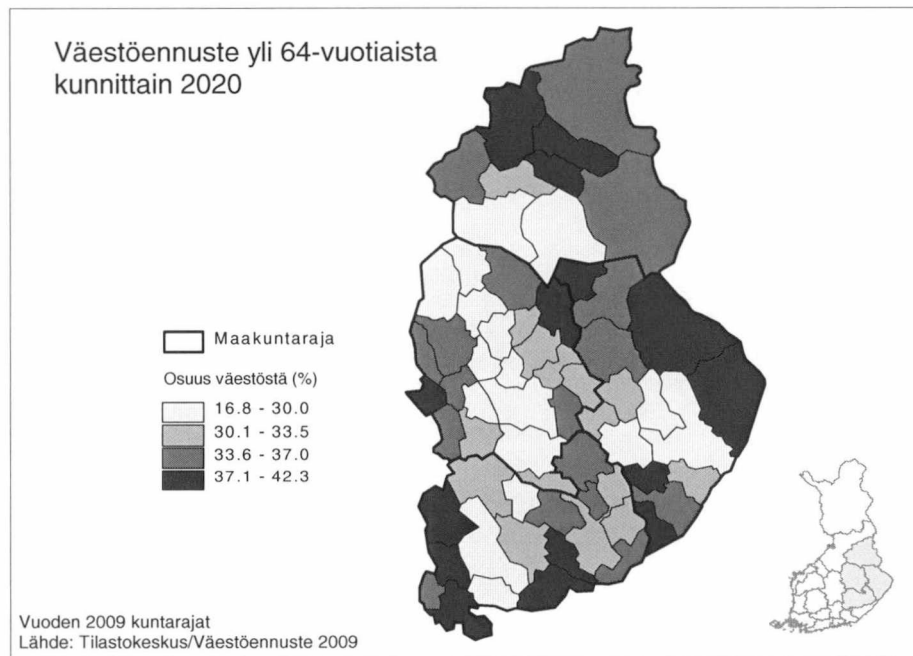 Väestöennuste yli 64-vuotiaista
kunnittain 2020
Maakuntaraja
Osuus väestöstä (%)
16.8 - 30.0
30.1 - 33.5
33.6 - 37.0
37.1 - 42.3
Vuoden 2009 kuntarajat
Lähde: Tilastokeskus/Väestöennuste 2009